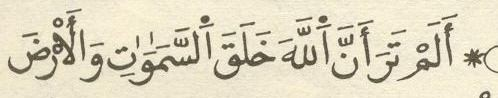 * أَلَمْ تَرَ أَنَّ ٱللَّهَ خَلَقَ ٱلسَّمَٰوَٰتِ وَٱلْأَرْضَ